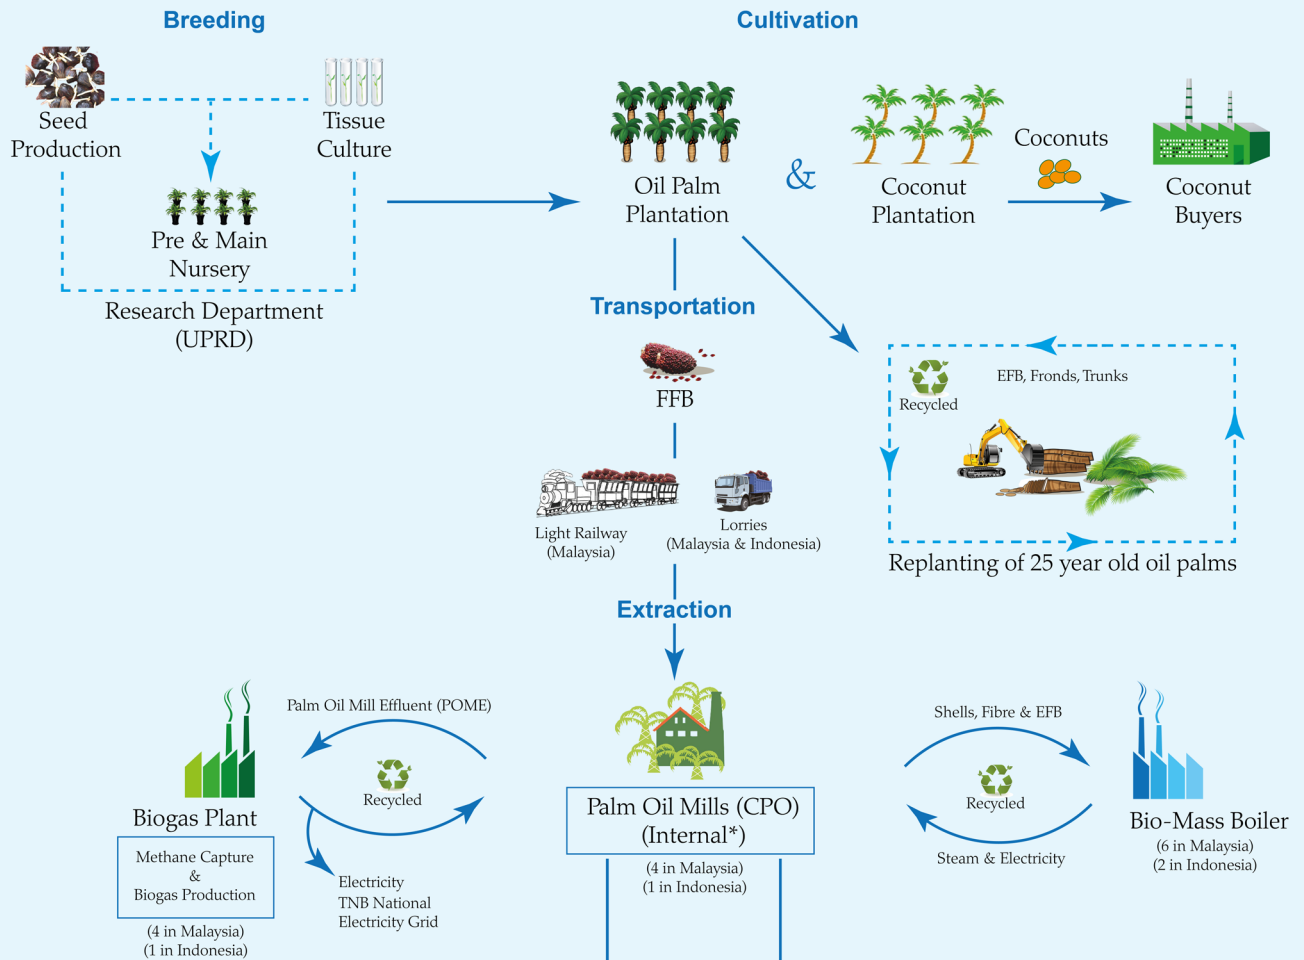 Breeding
Cultivation
Seed
Production
Tissue
Culture
Pre & Main
Nursery
Research Department
(UPRD)
Oil Palm
Plantation
&
Coconut
Plantation
Coconuts
Coconut
Buyers
Transportation
FFB
Light Railway
(Malaysia)
Lorries
(Malaysia & Indonesia)
Recycled
EFB, Fronds, Trunks
Replanting of 25 year old oil palms
Extraction
Palm Oil Mill Effluent (POME)
Recycled
Biogas Plant
Methane Capture
&
Biogas Production
(4 in Malaysia)
(1 in Indonesia)
Electricity
TNB National
Electricity Grid
Palm Oil Mills (CPO)
(Internal*)
(4 in Malaysia)
(1 in Indonesia)
Shells, Fibre & EFB
Recycled
Steam & Electricity
Bio-Mass Boiler
(6 in Malaysia)
(2 in Indonesia)